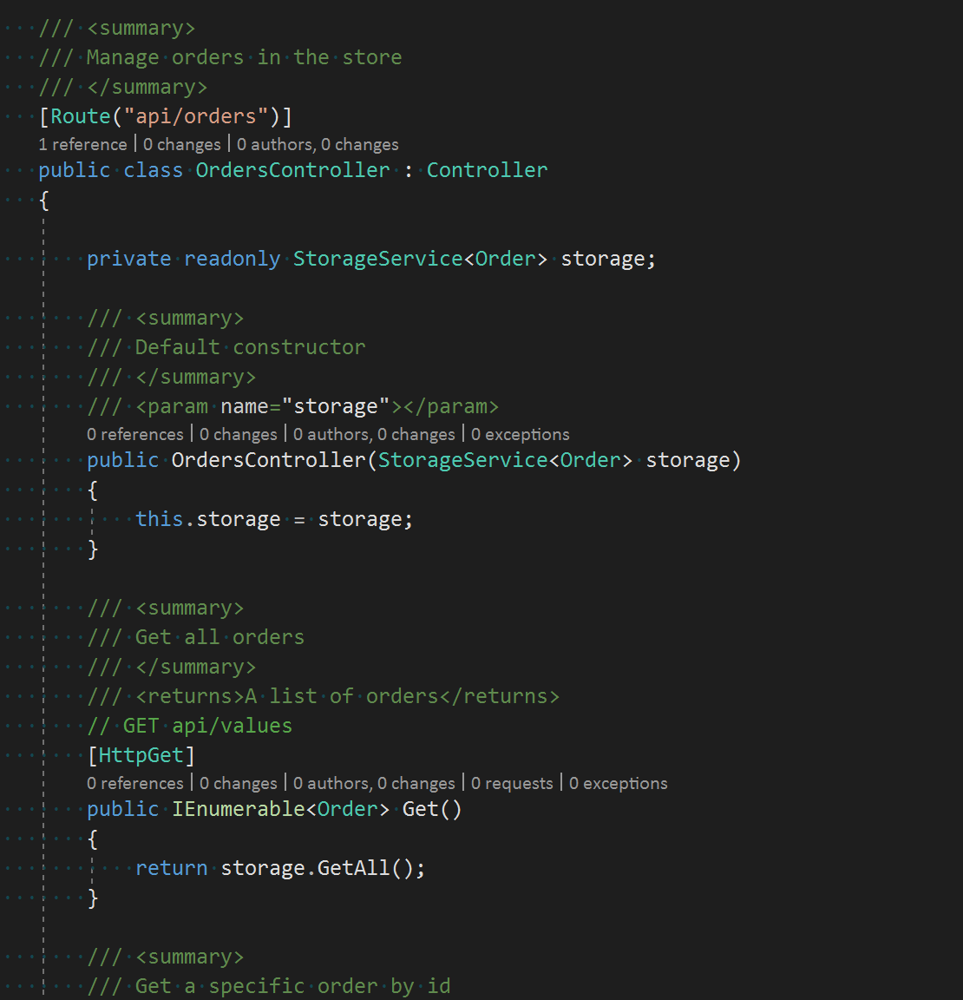 /// <summary>
/// Manage orders in the store
/// </summary>
[Route("api/orders")]
1 reference | 0 changes | 0 authors, 0 changes
public class OrdersController : Controller
{
private readonly StorageService<Order> storage;
/// <summary>
/// Default constructor
/// </summary>
/// <param name="storage"></param>
0 references | 0 changes | 0 authors, 0 changes | 0 exceptions
public OrdersController(StorageService<Order> storage)
{
this.storage = storage;
}
/// <summary>
/// Get all orders
/// </summary>
/// <returns>A list of orders</returns>
// GET api/values
[HttpGet]
0 references | 0 changes | 0 authors, 0 changes | 0 requests | 0 exceptions
public IEnumerable<Order> Get()
{
return storage.GetAll();
}
/// <summary>
/// Get a specific order by id